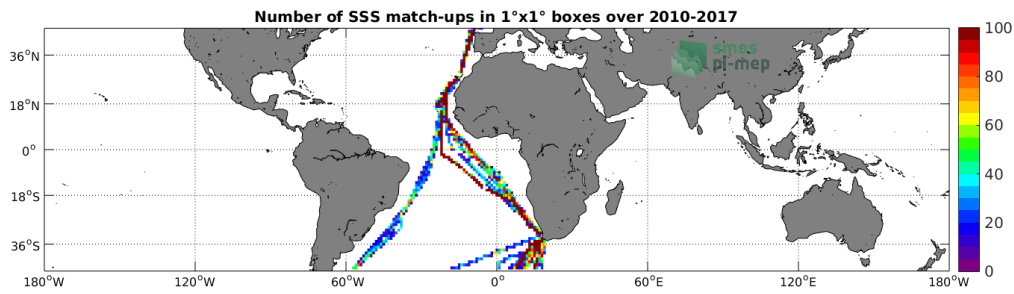 Number of SSS match-ups in 1°x1° boxes over 2010-2017
36°N
18°N
0°
18°S
36°S
180°W
120°W
60°W
0°
60°E
120°E
180°W
100
80
60
40
20
0
smos
pi-mep